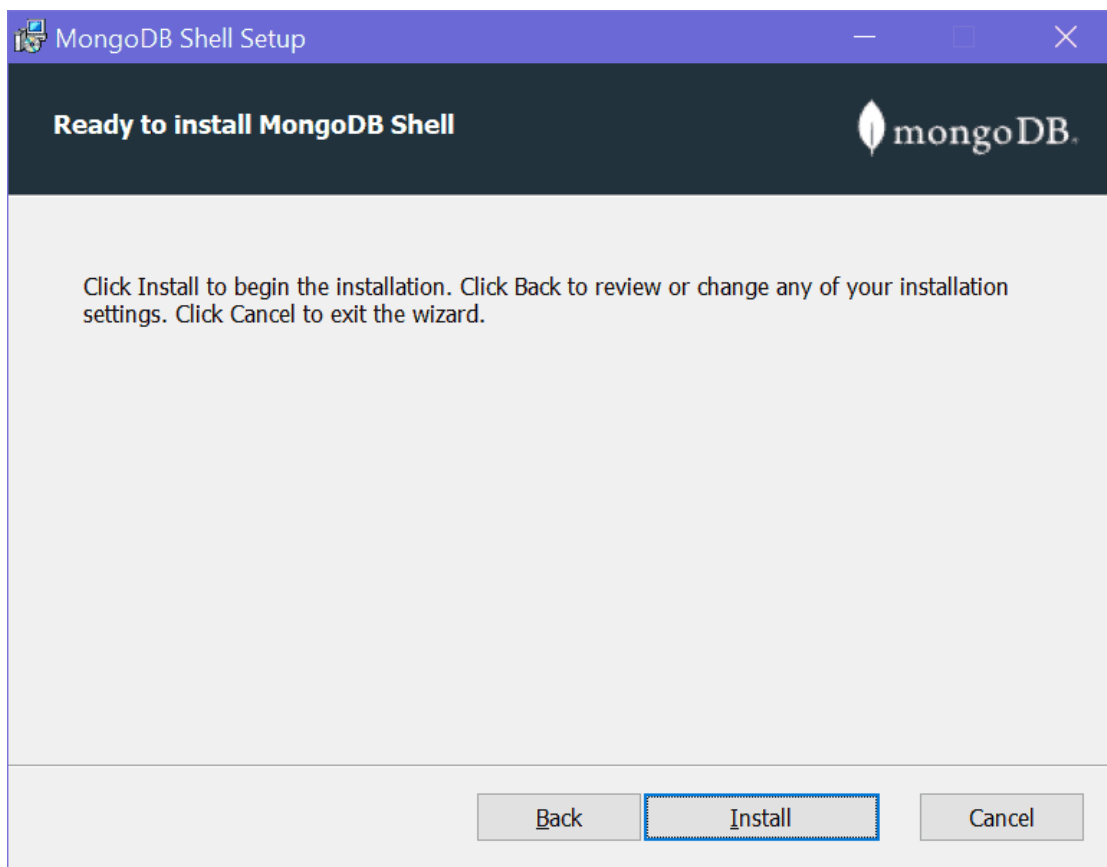 MongoDB Shell Setup
Ready to install MongoDB Shell
mongoDB.
Click Install to begin the installation. Click Back to review or change any of your installation
settings. Click Cancel to exit the wizard.
Back
Install
Cancel